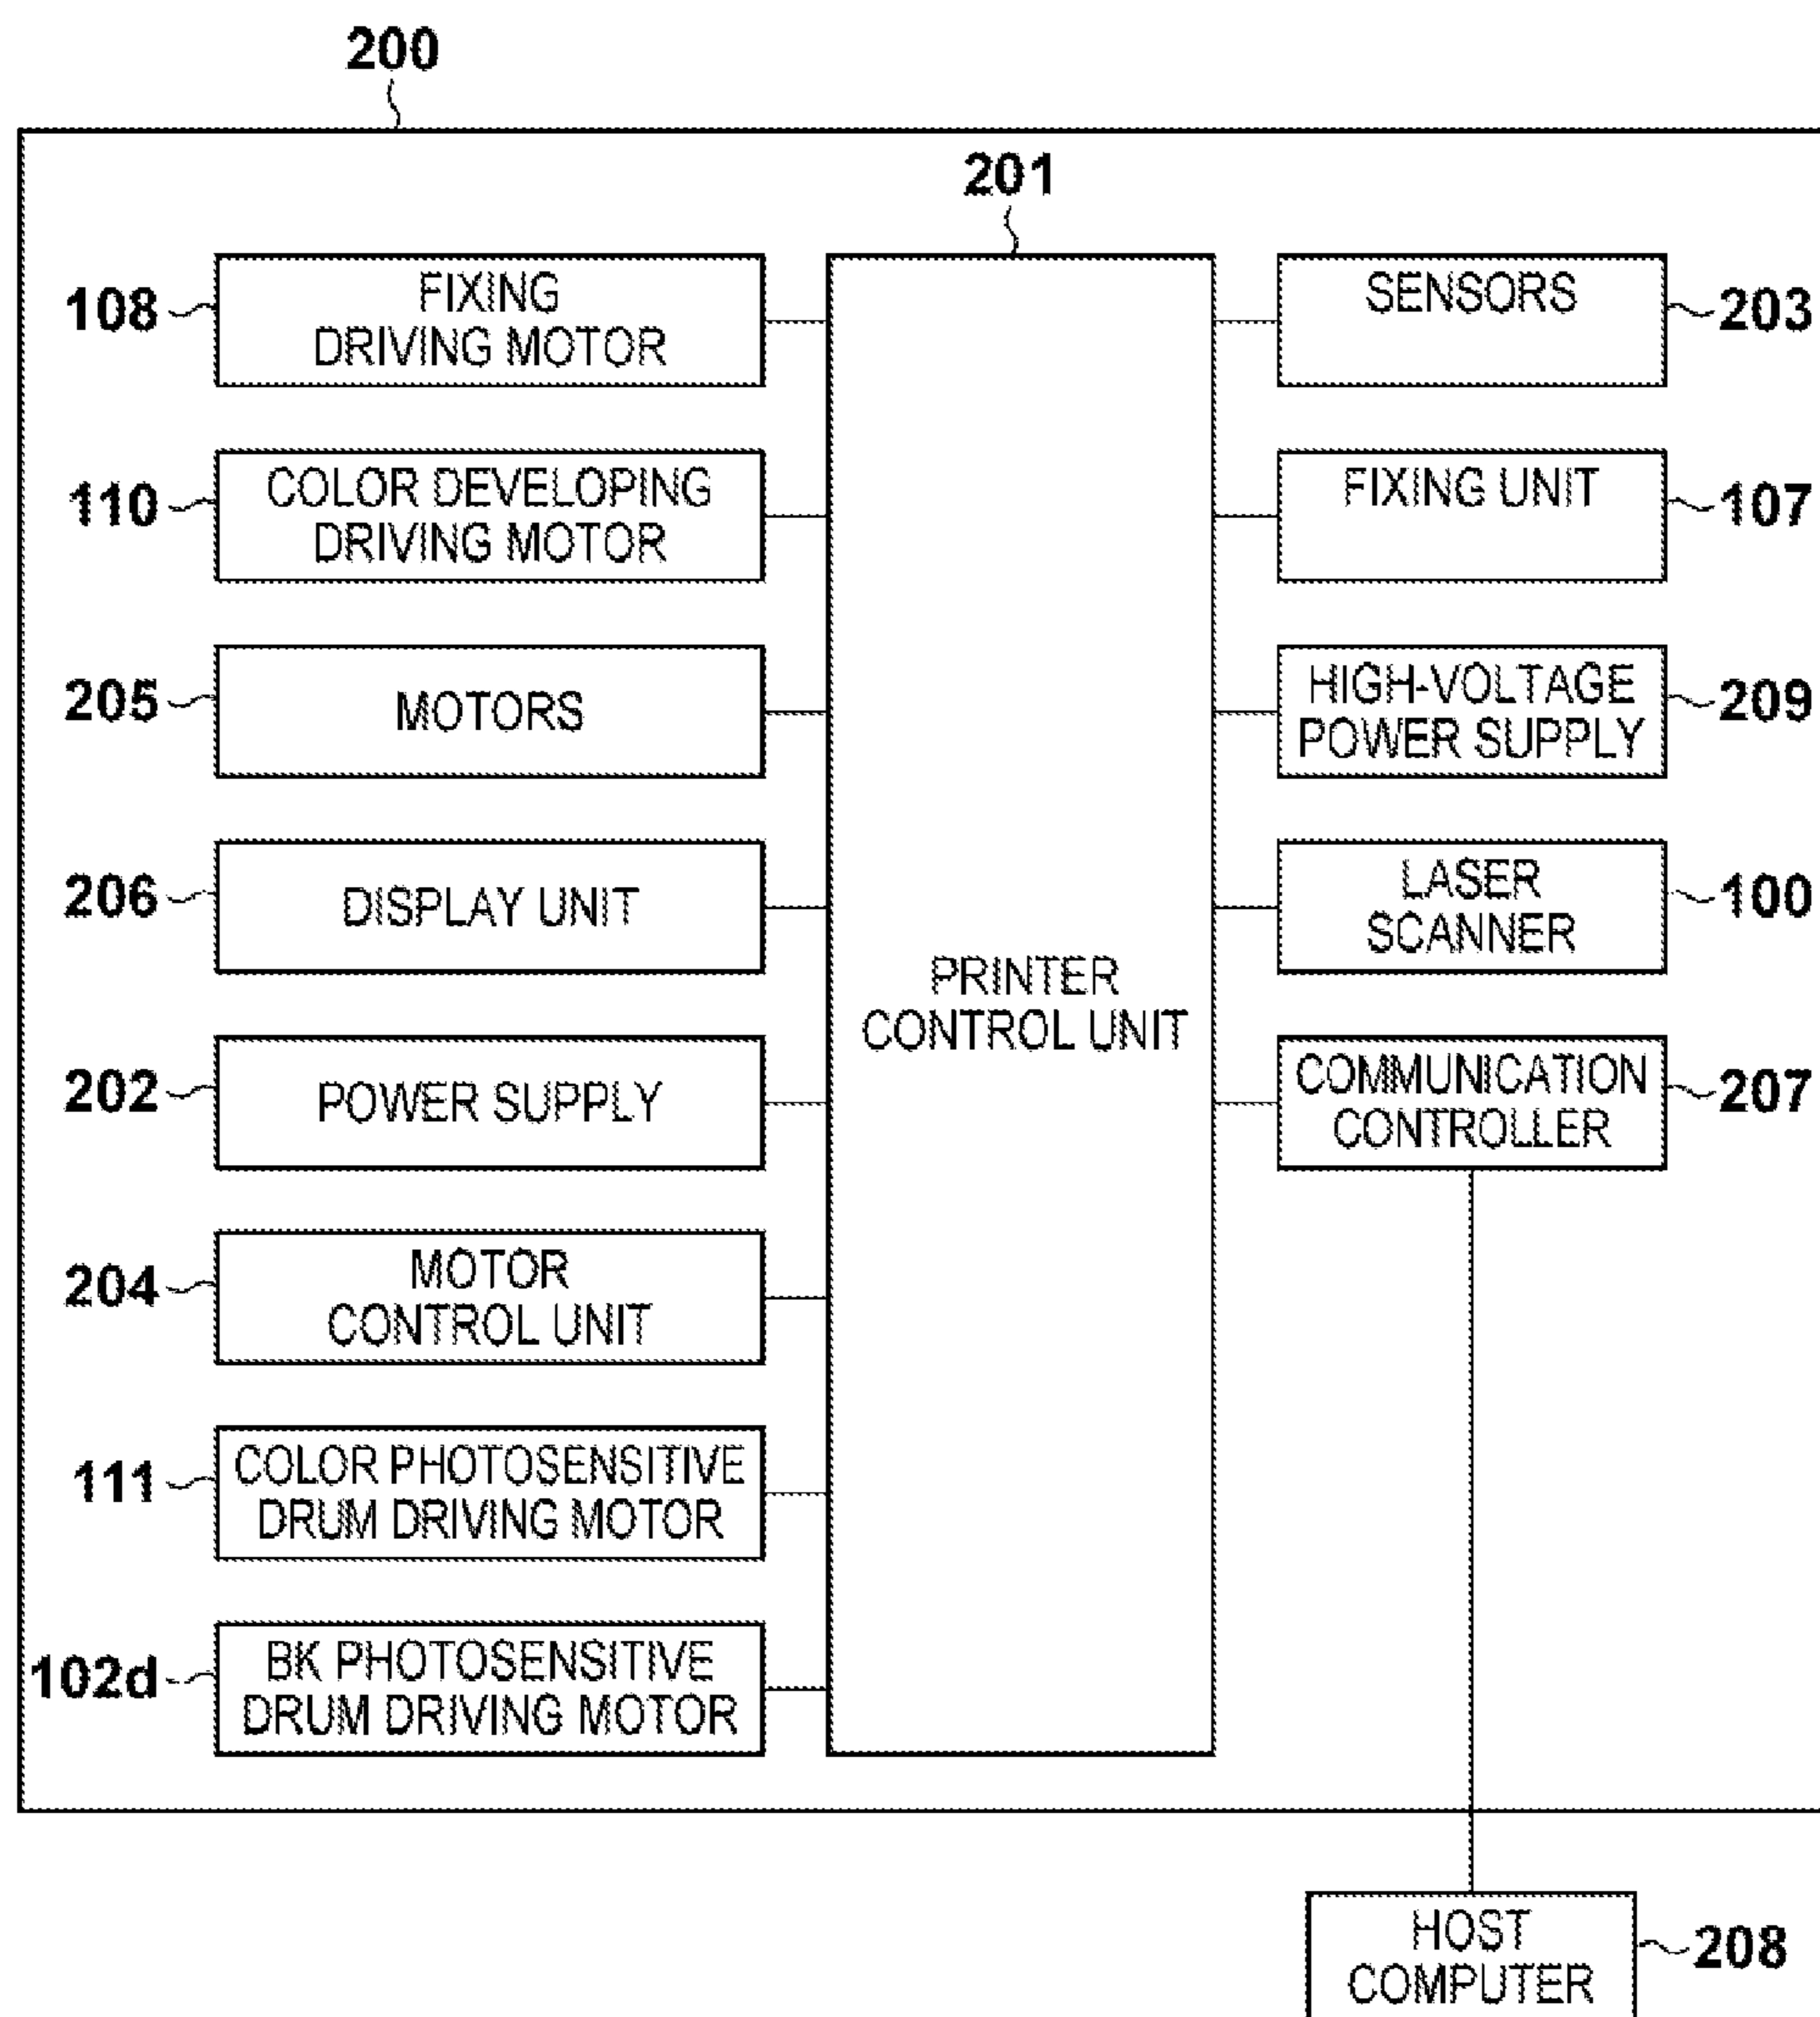 200
201
108
FIXING
DRIVING MOTOR
SENSORS
203
110
COLOR DEVELOPING
DRIVING MOTOR
FIXING UNIT
107
205
MOTORS
HIGH-VOLTAGE
POWER SUPPLY
209
206
DISPLAY UNIT
LASER
SCANNER
100
PRINTER
CONTROL UNIT
202
POWER SUPPLY
COMMUNICATION
CONTROLLER
207
204
MOTOR
CONTROL UNIT
111
COLOR PHOTOSENSITIVE
DRUM DRIVING MOTOR
102d
BK PHOTOSENSITIVE
DRUM DRIVING MOTOR
HOST
COMPUTER
208